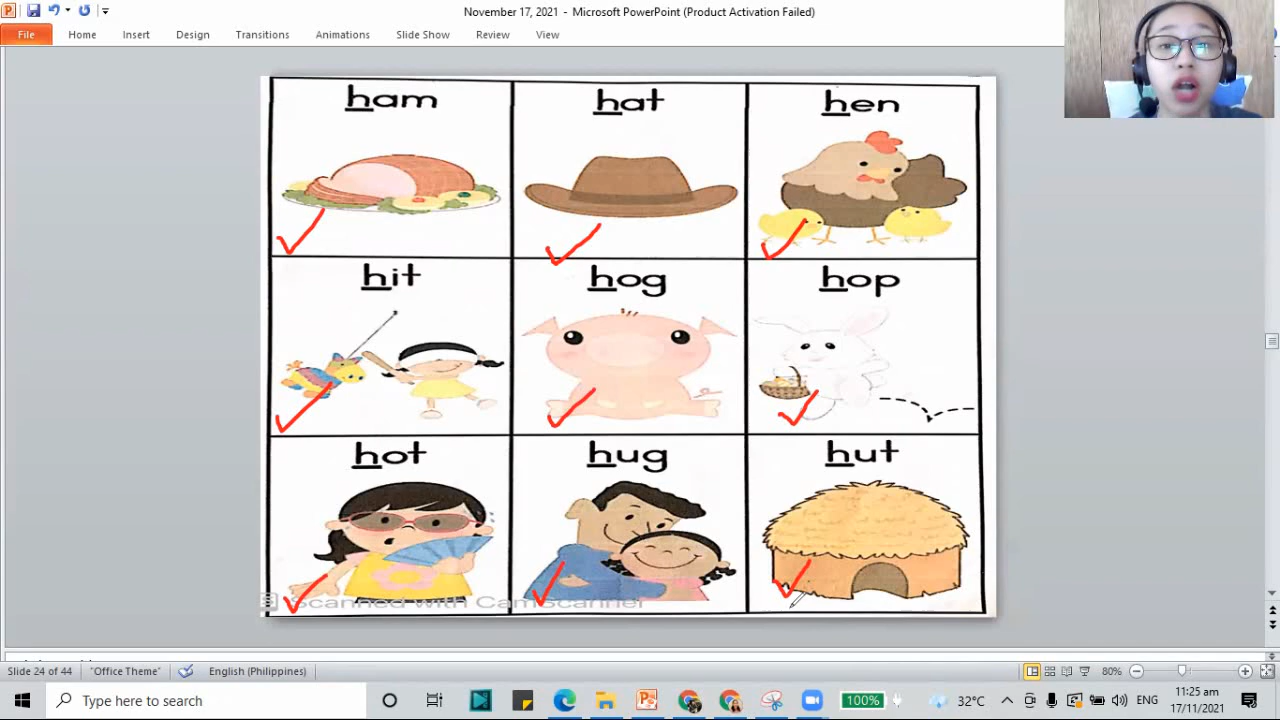 November 17, 2021 - Microsoft PowerPoint (Product Activation Failed)
File Home Insert Design Transitions Animations Slide Show Review View
ham hat hen
hit hog hop
hot hug hut
Scanned with CamScanner
Slide 24 of 44 "Office Theme" English (Philippines) 80%
Type here to search 100% 32°C ENG 11:25 am
17/11/2021